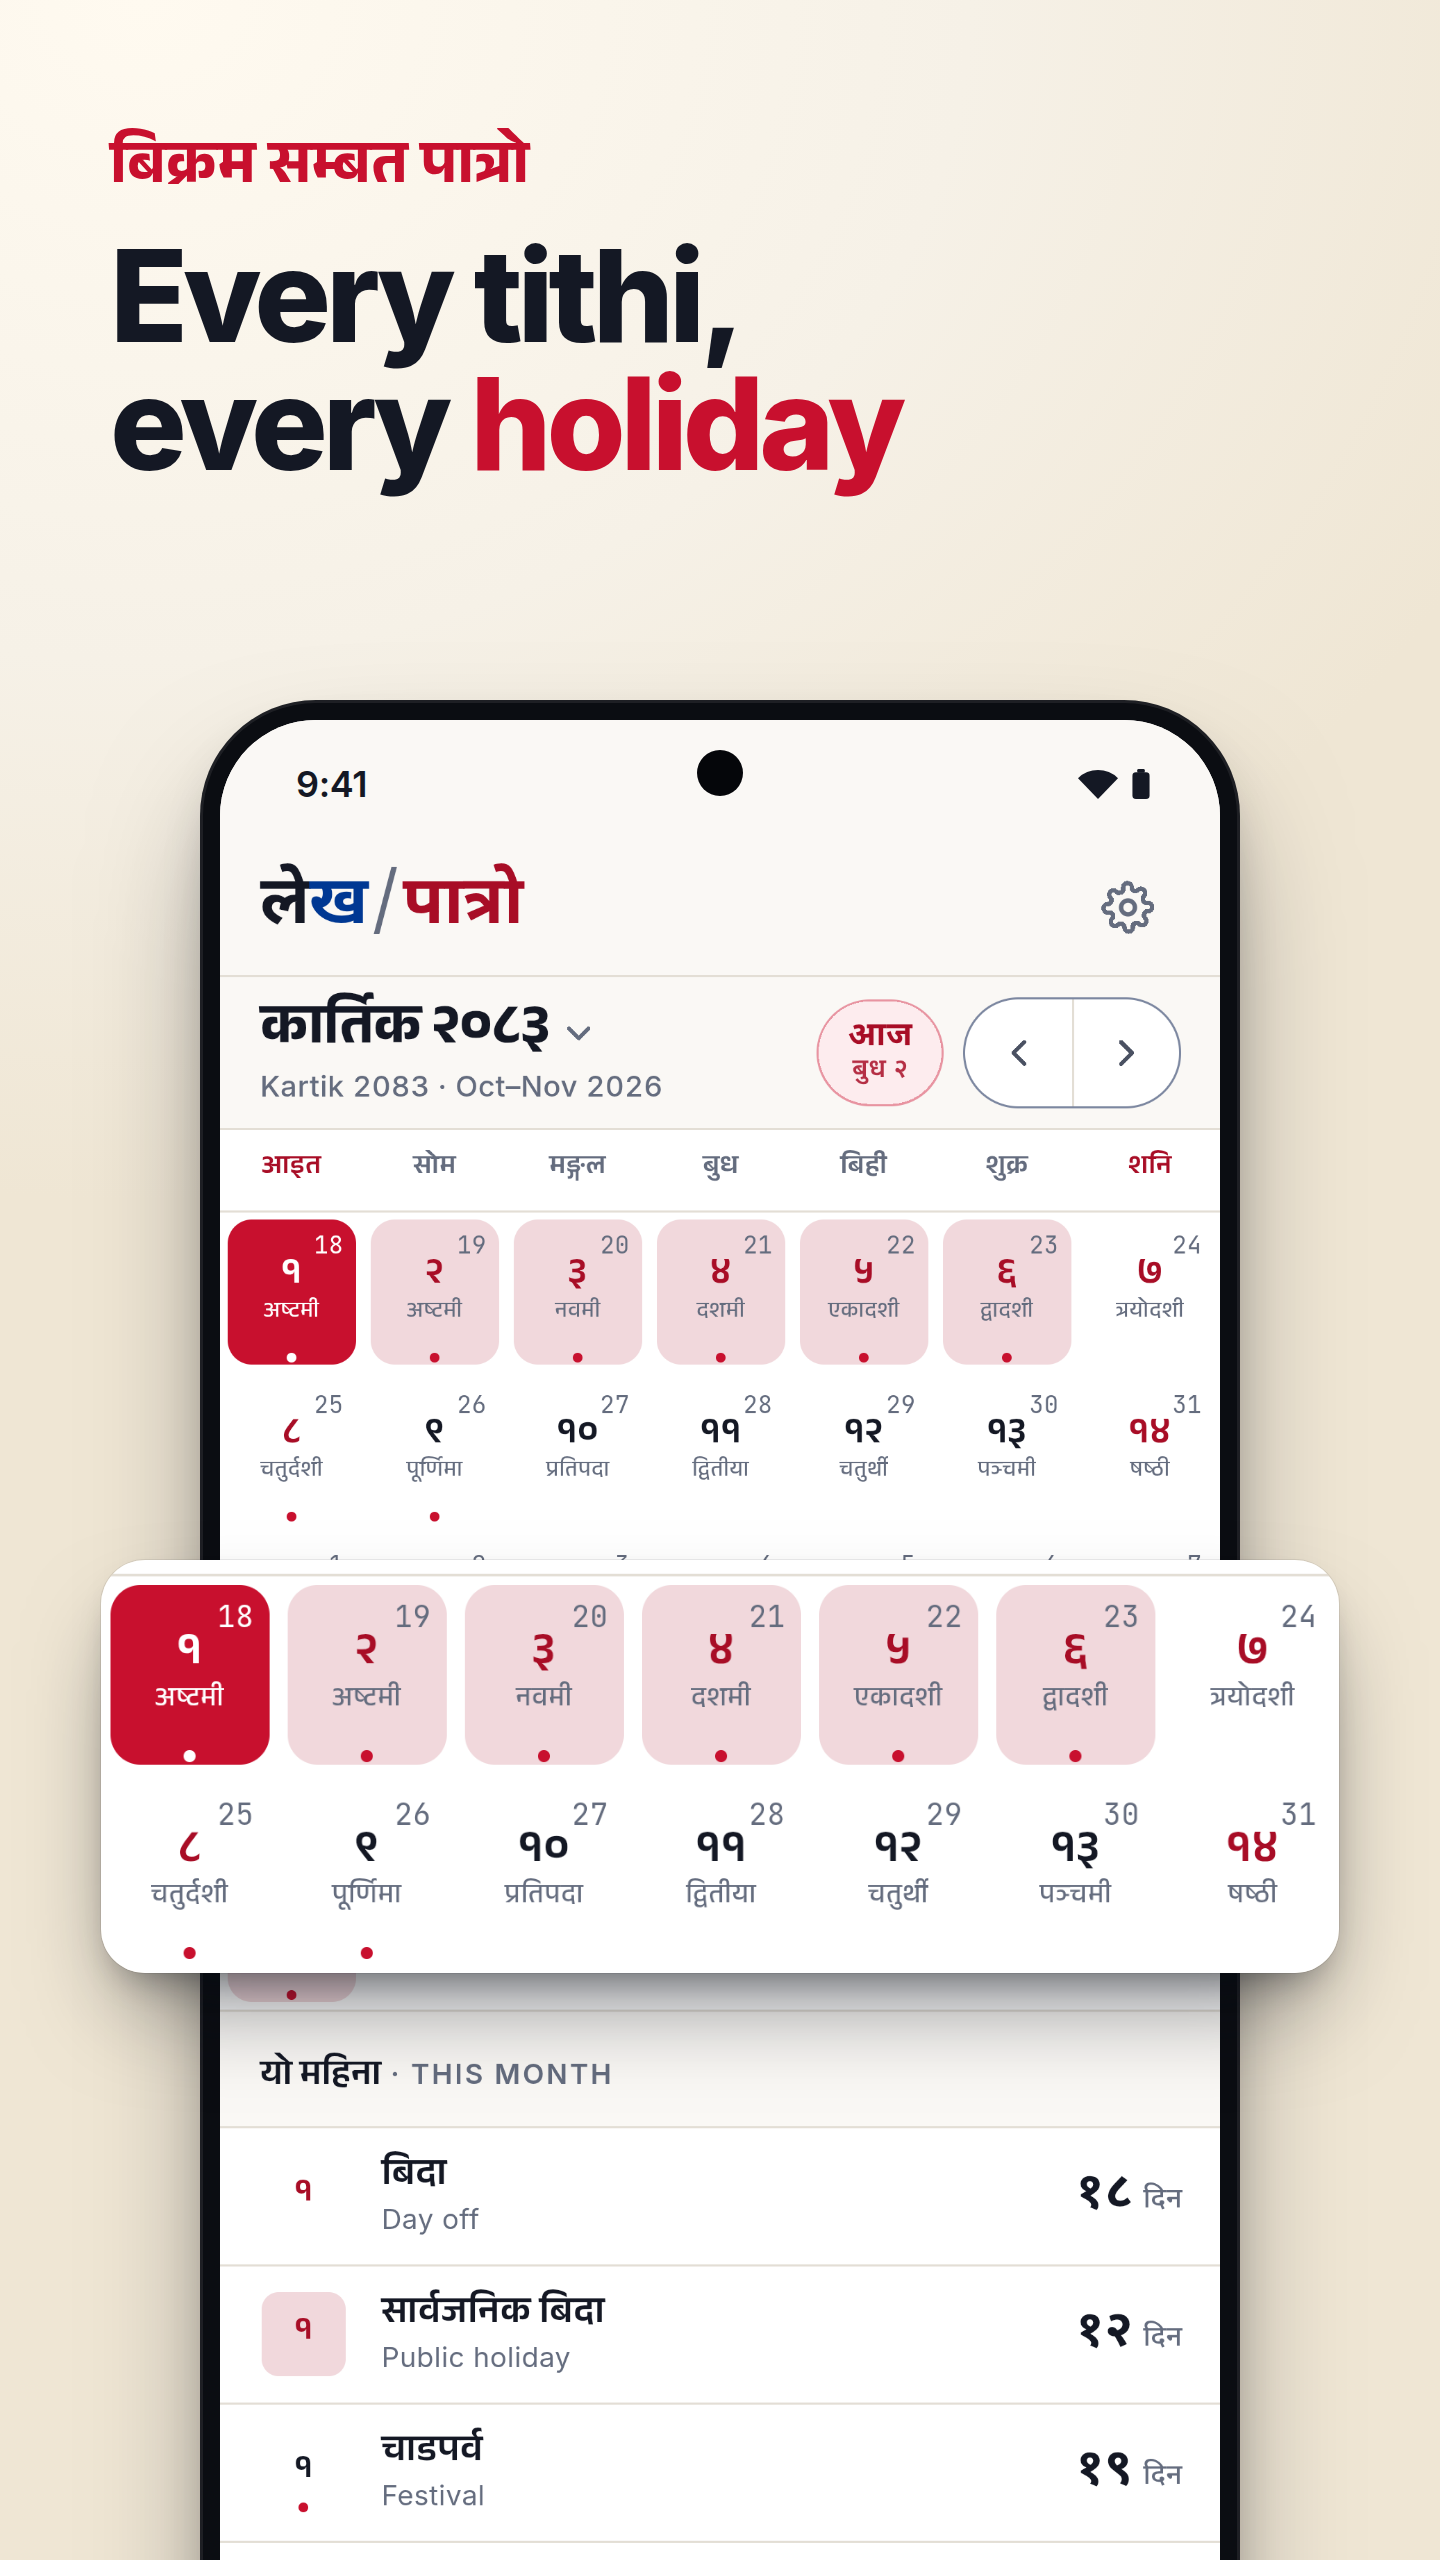 बिक्रम सम्बत पात्रो
Every tithi,
every holiday
9:41
लेख/पात्रो
कार्तिक २०८३
Kartik 2083 · Oct–Nov 2026
आज
बुध २
आइत सोम मङ्गल बुध बिही शुक्र शनि
18 19 20 21 22 23 24
१ २ ३ ४ ५ ६ ७
अष्टमी अष्टमी नवमी दशमी एकादशी द्वादशी त्रयोदशी
25 26 27 28 29 30 31
८ ९ १० ११ १२ १३ १४
चतुर्दशी पूर्णिमा प्रतिपदा द्वितीया चतुर्थी पञ्चमी षष्ठी
18 19 20 21 22 23 24
१ २ ३ ४ ५ ६ ७
अष्टमी अष्टमी नवमी दशमी एकादशी द्वादशी त्रयोदशी
25 26 27 28 29 30 31
८ ९ १० ११ १२ १३ १४
चतुर्दशी पूर्णिमा प्रतिपदा द्वितीया चतुर्थी पञ्चमी षष्ठी
यो महिना · THIS MONTH
१ बिदा १८ दिन
Day off
१ सार्वजनिक बिदा १२ दिन
Public holiday
१ चाडपर्व १९ दिन
Festival